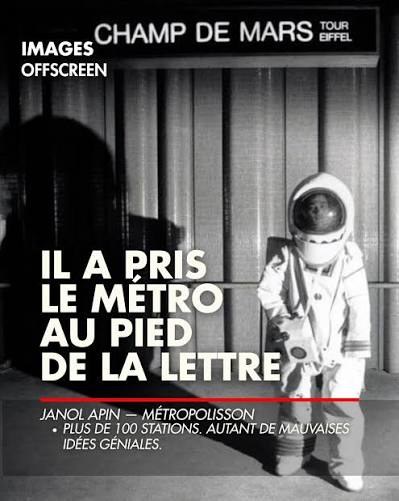 IMAGES
OFFSCREEN
CHAMP DE MARS TOUR
EIFFEL
IL A PRIS
LE MÉTRO
AU PIED
DE LA LETTRE
JANOL APIN — MÉTROPOLISSON
• PLUS DE 100 STATIONS. AUTANT DE MAUVAISES
IDÉES GÉNIALES.